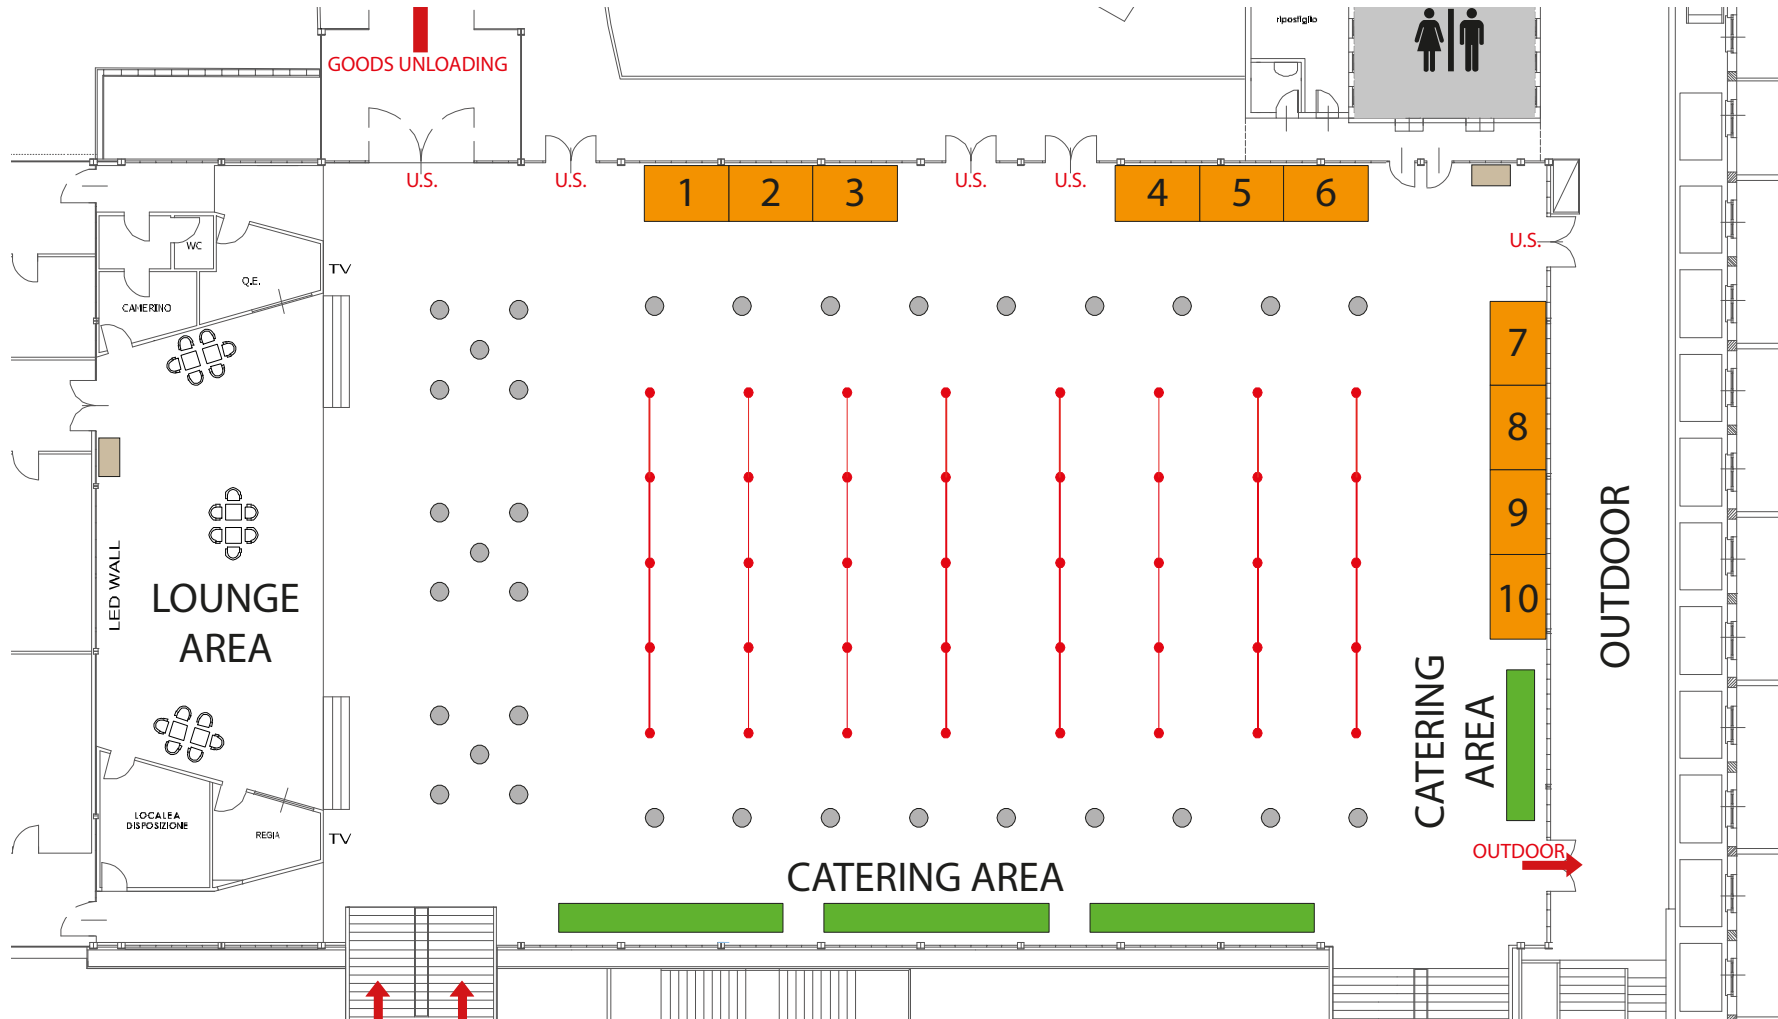 riposfiglio
GOODS UNLOADING
U.S.
U.S.
U.S.
U.S.
1
2
3
4
5
6
WC
U.S.
Q.E.
TV
CAMERINO
7
8
9
10
LED WALL
LOUNGE
AREA
OUTDOOR
CATERING
AREA
LOCALE A
DISPOSIZIONE
REGIA
TV
OUTDOOR
CATERING AREA